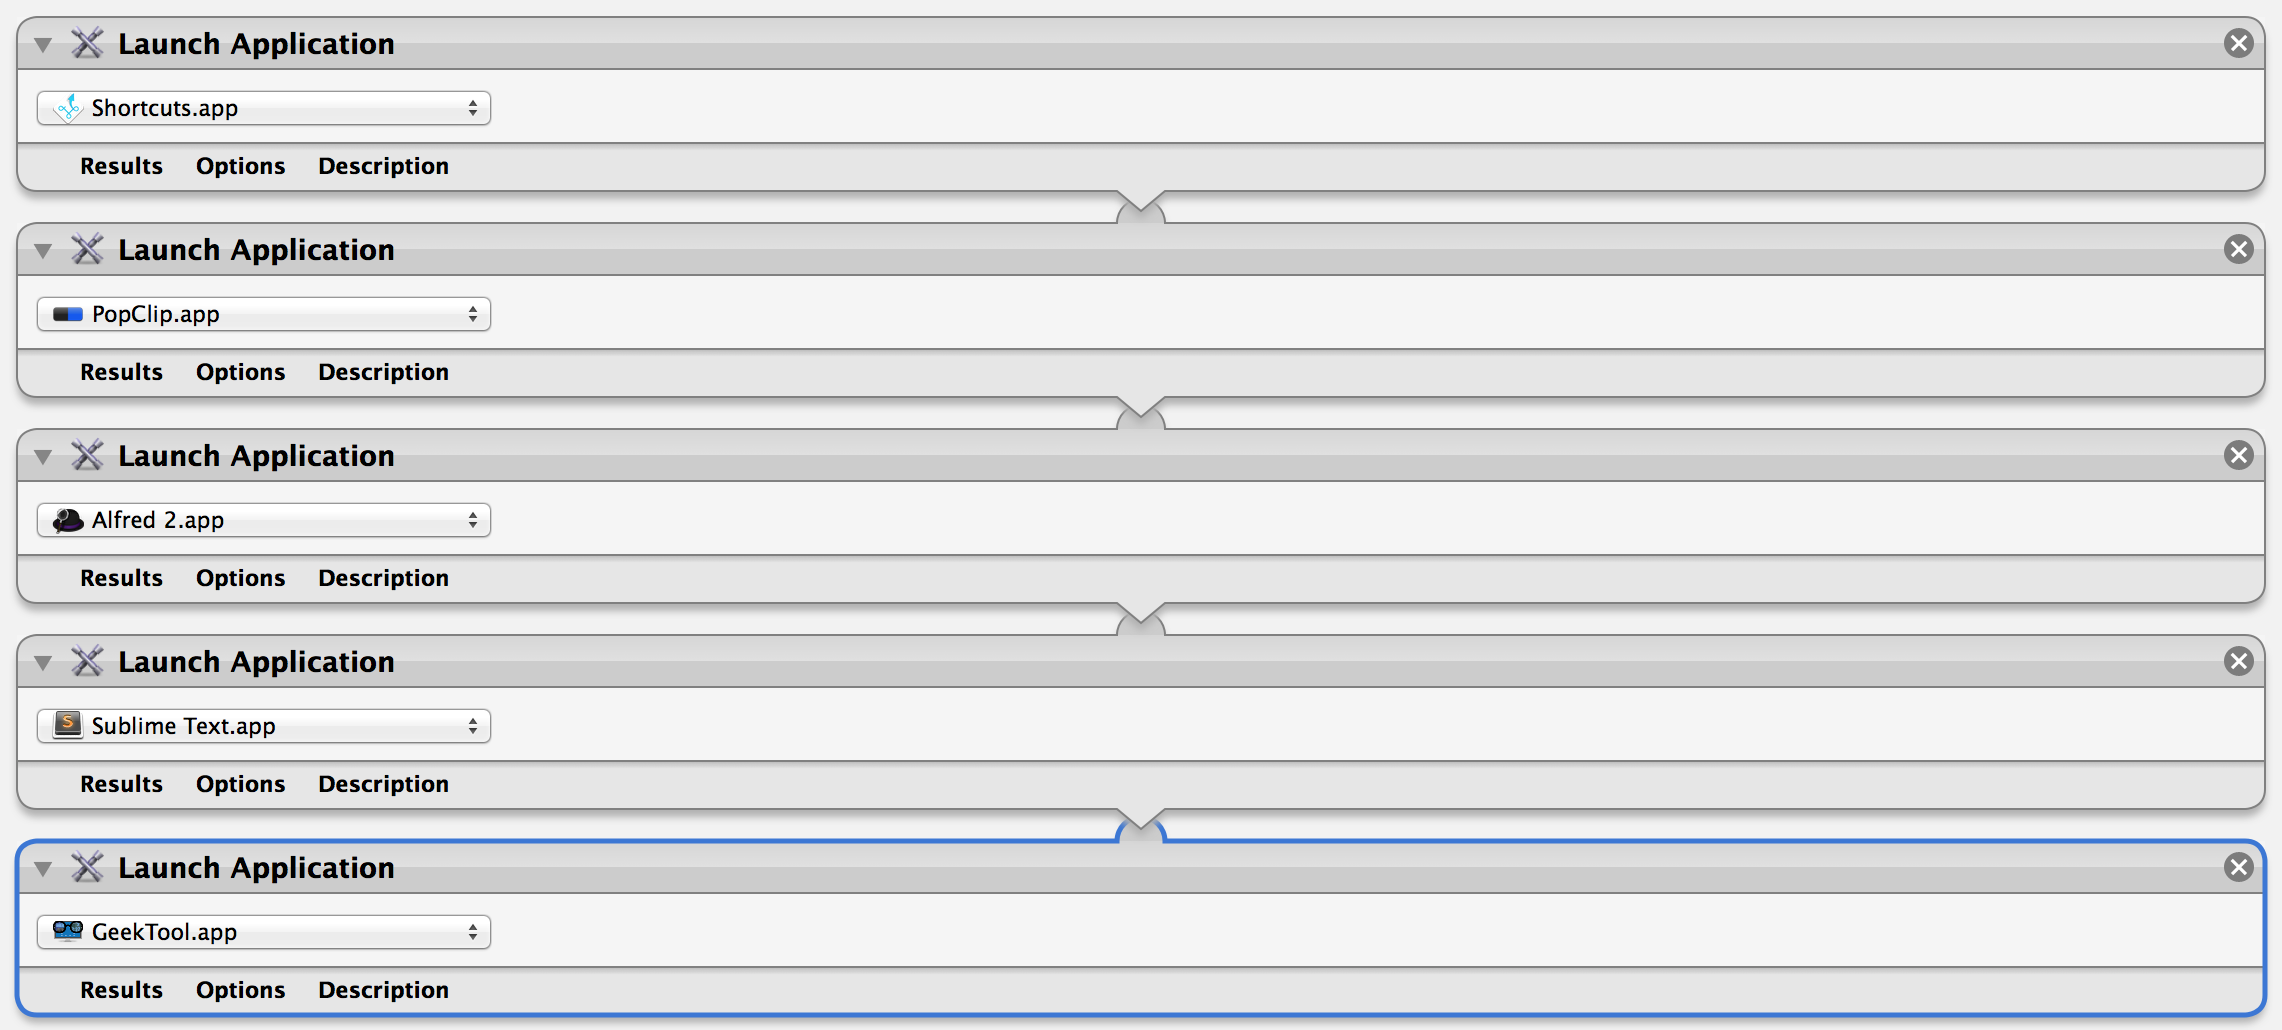 Launch Application
Shortcuts.app
Results Options Description
Launch Application
PopClip.app
Results Options Description
Launch Application
Alfred 2.app
Results Options Description
Launch Application
Sublime Text.app
Results Options Description
Launch Application
GeekTool.app
Results Options Description